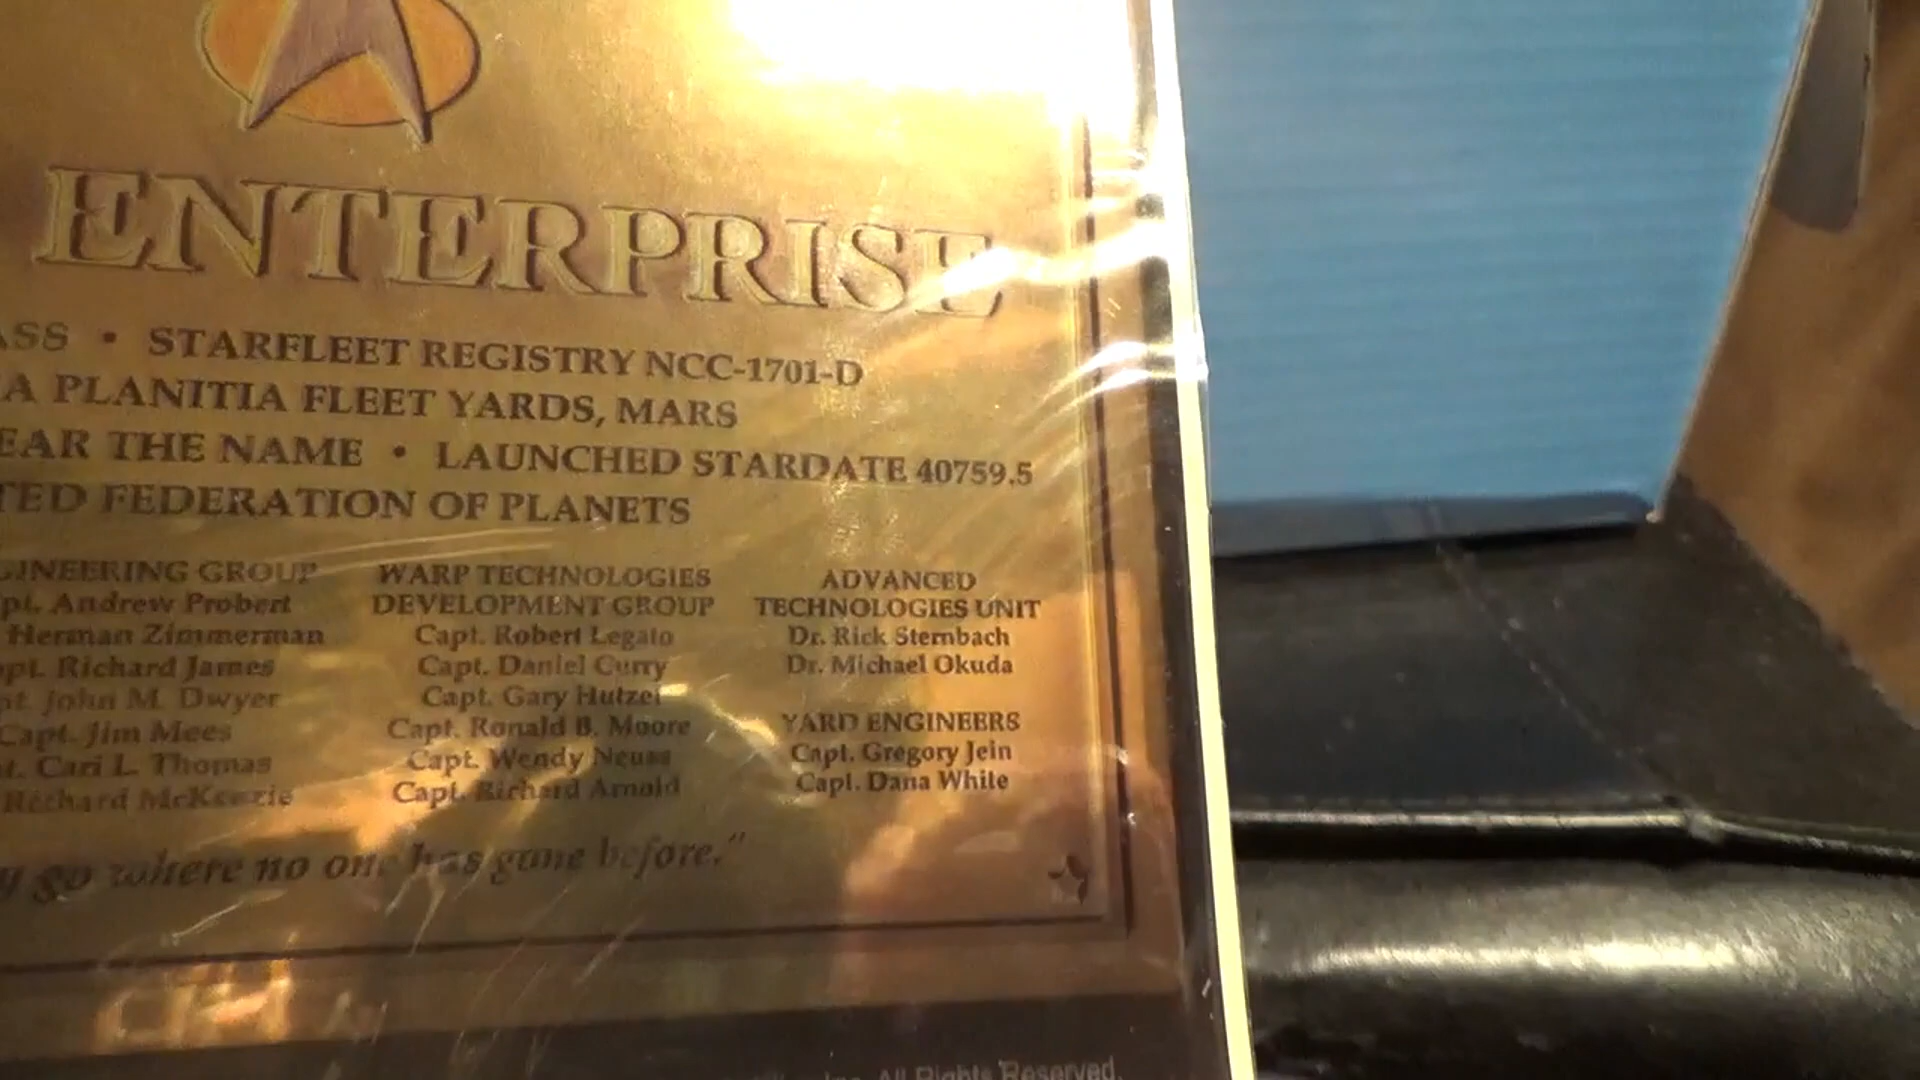 ENTERPRISE
ASS • STARFLEET REGISTRY NCC-1701-D
A PLANITIA FLEET YARDS, MARS
EAR THE NAME • LAUNCHED STARDATE 40759.5
TED FEDERATION OF PLANETS
GINEERING GROUP
pt. Andrew Probert
Herman Zimmerman
pt. Richard James
pt. John M. Dwyer
Capt. Jim Mees
t. Cari L. Thomas
Richard McKenzie
WARP TECHNOLOGIES
DEVELOPMENT GROUP
Capt. Robert Legato
Capt. Daniel Curry
Capt. Gary Hutzel
Capt. Ronald B. Moore
Capt. Wendy Neuss
Capt. Richard Arnold
ADVANCED
TECHNOLOGIES UNIT
Dr. Rick Sternbach
Dr. Michael Okuda
YARD ENGINEERS
Capt. Gregory Jein
Capt. Dana White
y go where no one has gone before."
Inc. All Rights Reserved.